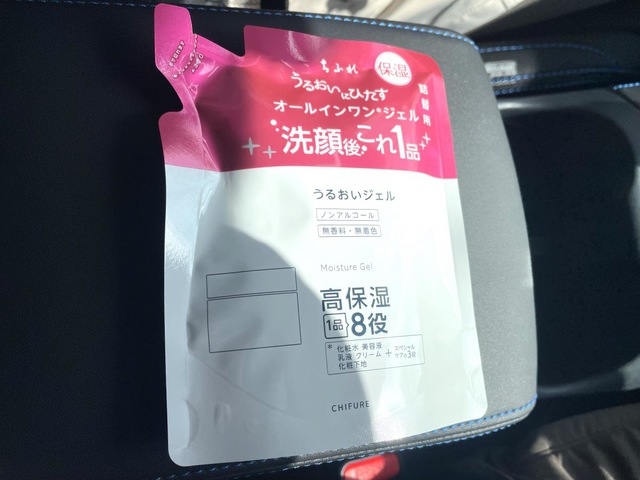 ちふれ
保湿
うるおいにひたす
詰替用
オールインワン*ジェル
洗顔後これ1品
うるおいジェル
ノンアルコール
無香料・無着色
Moisture Gel
高保湿
1品 8役
* 化粧水 美容液
乳液 クリーム
化粧下地
+ スペシャル
ケアの3役
CHIFURE